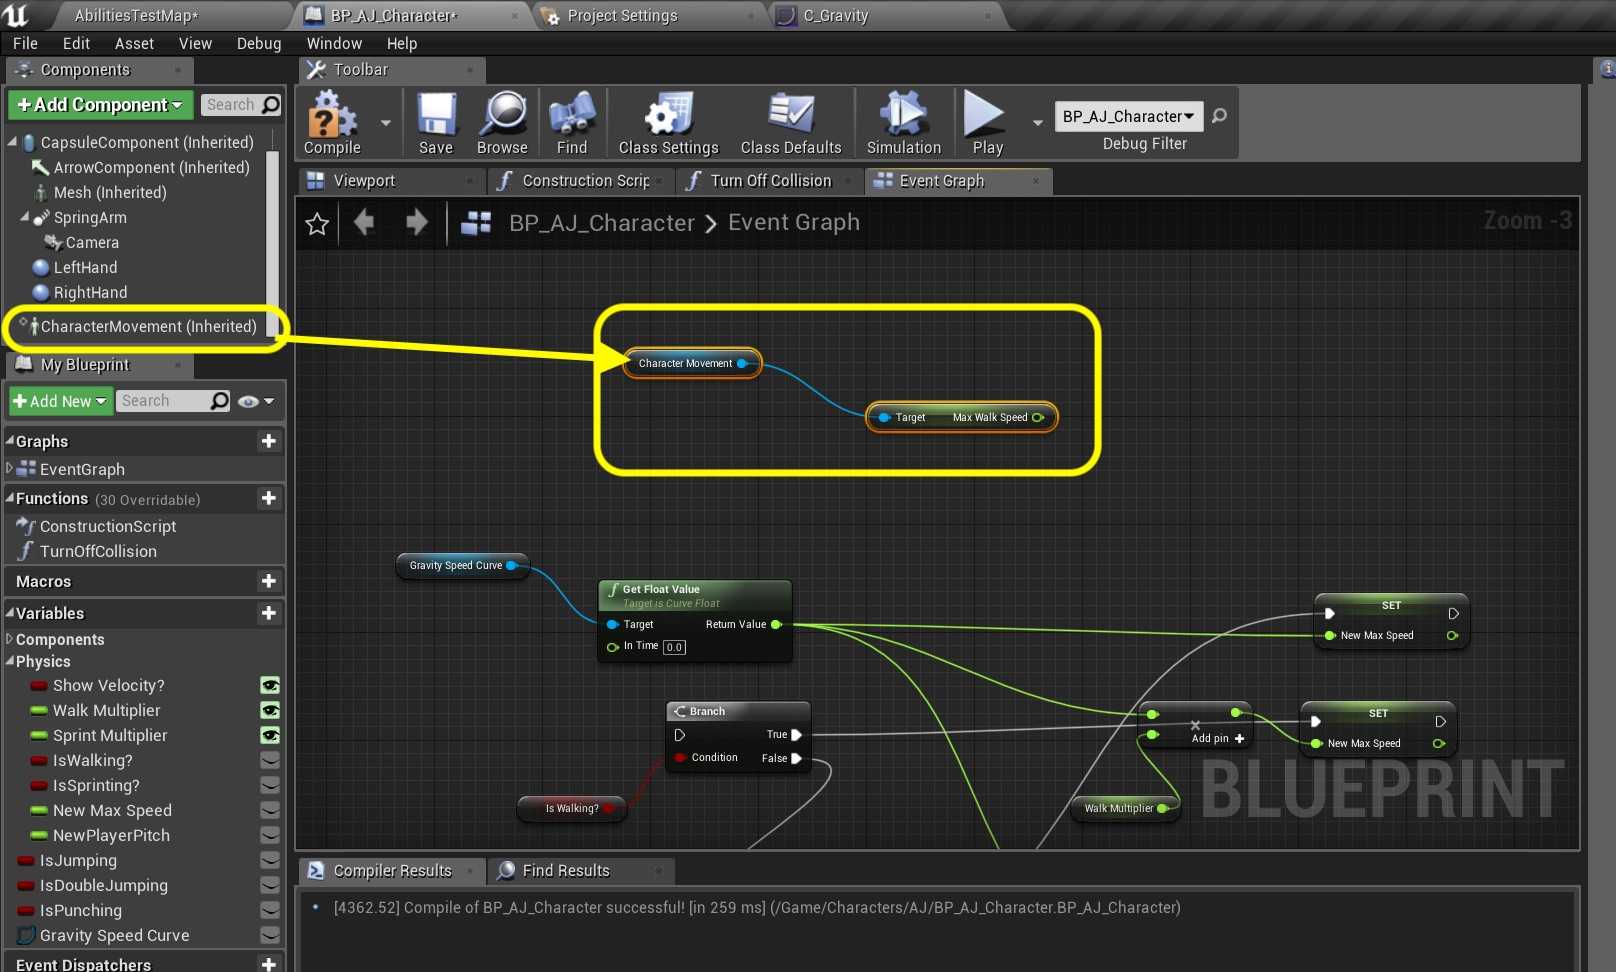 AbilitiesTestMap*
BP_AJ_Character*
Project Settings
C_Gravity
File Edit Asset View Debug Window Help
Components
Toolbar
Add Component
Search
Compile
Save
Browse
Find
Class Settings
Class Defaults
Simulation
Play
BP_AJ_Character
Debug Filter
CapsuleComponent (Inherited)
ArrowComponent (Inherited)
Mesh (Inherited)
SpringArm
Camera
LeftHand
RightHand
CharacterMovement (Inherited)
Viewport
Construction Scrip
Turn Off Collision
Event Graph
BP_AJ_Character > Event Graph
Zoom -3
Character Movement
Target Max Walk Speed
Gravity Speed Curve
Get Float Value
Target is Curve Float
Target Return Value
In Time 0.0
Branch
True
Condition False
Is Walking?
SET
New Max Speed
SET
New Max Speed
Add pin +
Walk Multiplier
BLUEPRINT
My Blueprint
Add New
Search
Graphs
EventGraph
Functions (30 Overridable)
ConstructionScript
TurnOffCollision
Macros
Variables
Components
Physics
Show Velocity?
Walk Multiplier
Sprint Multiplier
IsWalking?
IsSprinting?
New Max Speed
NewPlayerPitch
IsJumping
IsDoubleJumping
IsPunching
Gravity Speed Curve
Event Dispatchers
Compiler Results
Find Results
[4362.52] Compile of BP_AJ_Character successful! [in 259 ms] (/Game/Characters/AJ/BP_AJ_Character.BP_AJ_Character)